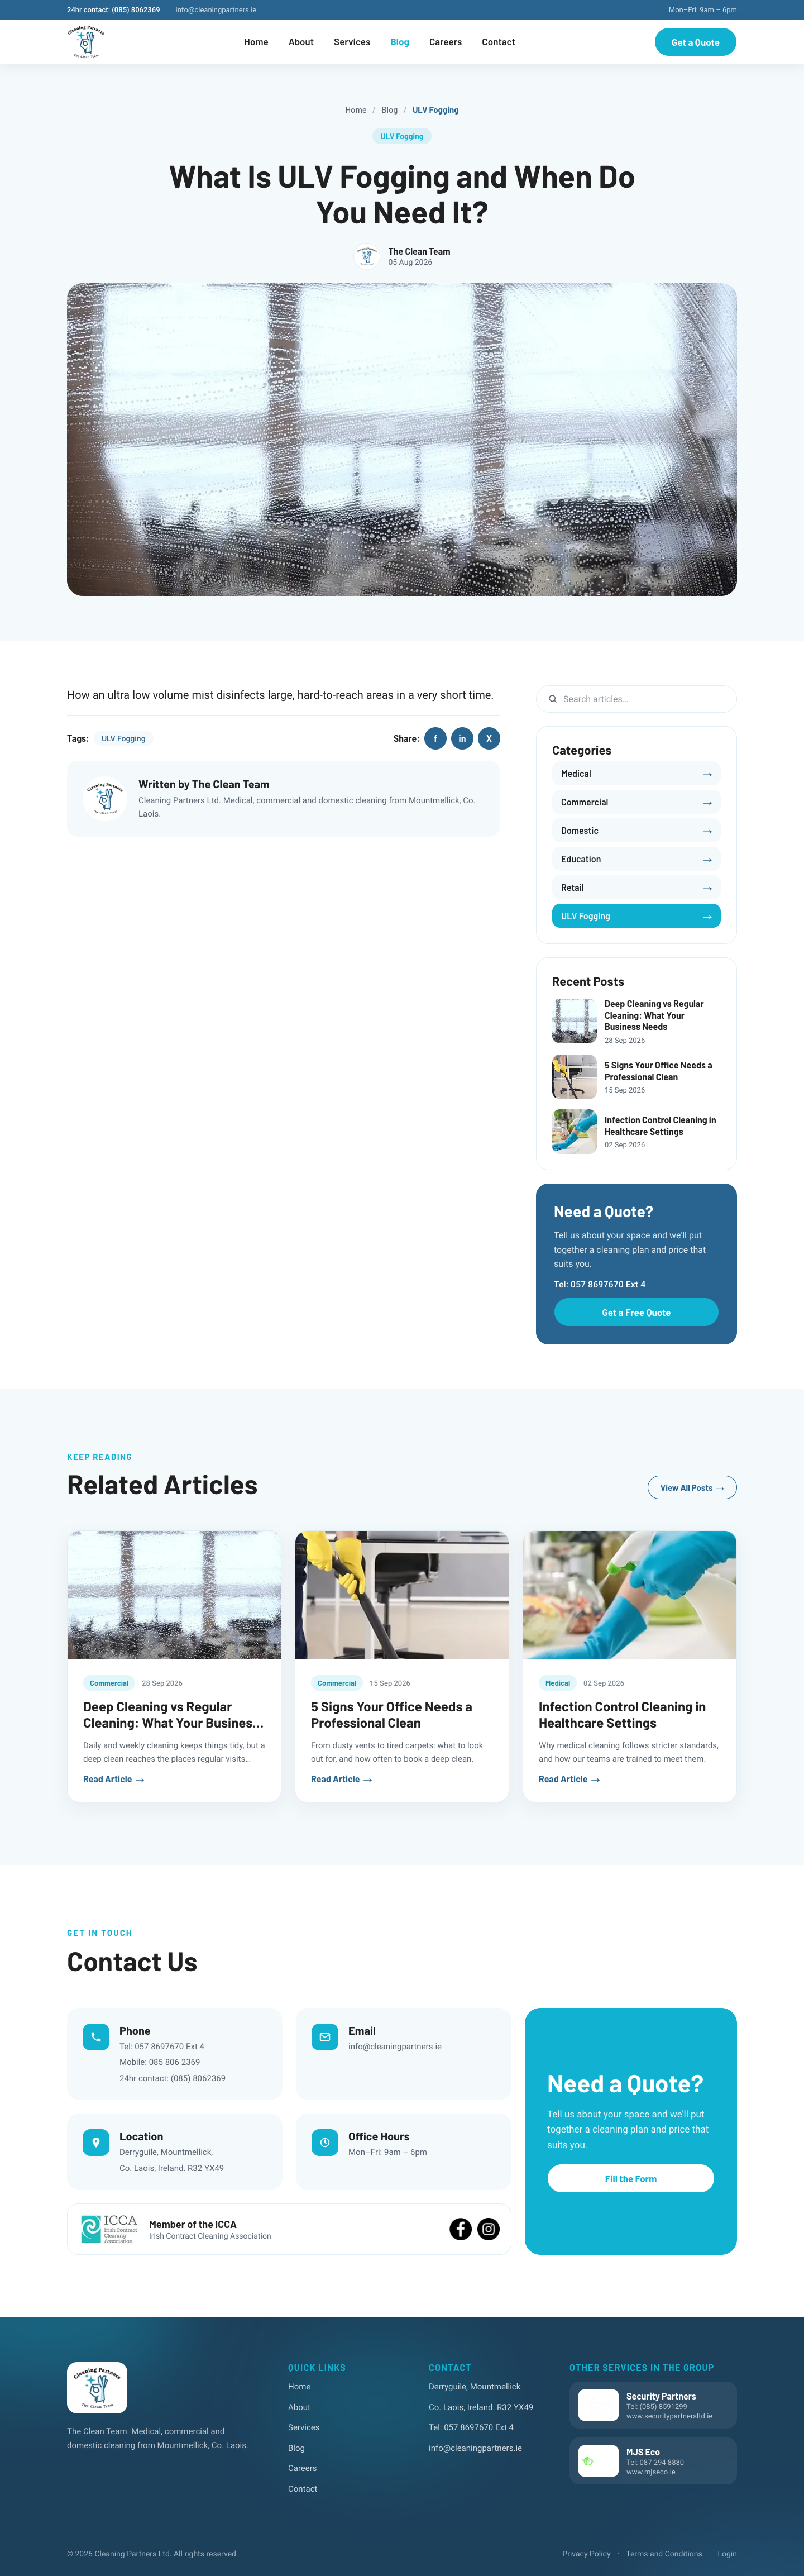 24hr contact: (085) 8062369 info@cleaningpartners.ie Mon–Fri: 9am – 6pm
Cleaning Partners
The Clean Team
Home About Services Blog Careers Contact
Get a Quote
Home / Blog / ULV Fogging
ULV Fogging
What Is ULV Fogging and When Do
You Need It?
The Clean Team
05 Aug 2026
How an ultra low volume mist disinfects large, hard-to-reach areas in a very short time.
Tags: ULV Fogging
Share: f in X
Cleaning Partners
The Clean Team
Written by The Clean Team
Cleaning Partners Ltd. Medical, commercial and domestic cleaning from Mountmellick, Co.
Laois.
Search articles...
Categories
Medical →
Commercial →
Domestic →
Education →
Retail →
ULV Fogging →
Recent Posts
Deep Cleaning vs Regular
Cleaning: What Your
Business Needs
28 Sep 2026
5 Signs Your Office Needs a
Professional Clean
15 Sep 2026
Infection Control Cleaning in
Healthcare Settings
02 Sep 2026
Need a Quote?
Tell us about your space and we'll put
together a cleaning plan and price that
suits you.
Tel: 057 8697670 Ext 4
Get a Free Quote
KEEP READING
Related Articles
View All Posts →
Commercial 28 Sep 2026
Deep Cleaning vs Regular
Cleaning: What Your Busines...
Daily and weekly cleaning keeps things tidy, but a
deep clean reaches the places regular visits...
Read Article →
Commercial 15 Sep 2026
5 Signs Your Office Needs a
Professional Clean
From dusty vents to tired carpets: what to look
out for, and how often to book a deep clean.
Read Article →
Medical 02 Sep 2026
Infection Control Cleaning in
Healthcare Settings
Why medical cleaning follows stricter standards,
and how our teams are trained to meet them.
Read Article →
GET IN TOUCH
Contact Us
Phone
Tel: 057 8697670 Ext 4
Mobile: 085 806 2369
24hr contact: (085) 8062369
Email
info@cleaningpartners.ie
Location
Derryguile, Mountmellick,
Co. Laois, Ireland. R32 YX49
Office Hours
Mon–Fri: 9am – 6pm
ICCA
Irish Contract
Cleaning
Association
Member of the ICCA
Irish Contract Cleaning Association
Need a Quote?
Tell us about your space and we'll put
together a cleaning plan and price that
suits you.
Fill the Form
Cleaning Partners
The Clean Team
The Clean Team. Medical, commercial and
domestic cleaning from Mountmellick, Co. Laois.
QUICK LINKS
Home
About
Services
Blog
Careers
Contact
CONTACT
Derryguile, Mountmellick
Co. Laois, Ireland. R32 YX49
Tel: 057 8697670 Ext 4
info@cleaningpartners.ie
OTHER SERVICES IN THE GROUP
Security Partners
Tel: (085) 8591299
www.securitypartnersltd.ie
MJS Eco
Tel: 087 294 8880
www.mjseco.ie
© 2026 Cleaning Partners Ltd. All rights reserved.
Privacy Policy · Terms and Conditions · Login